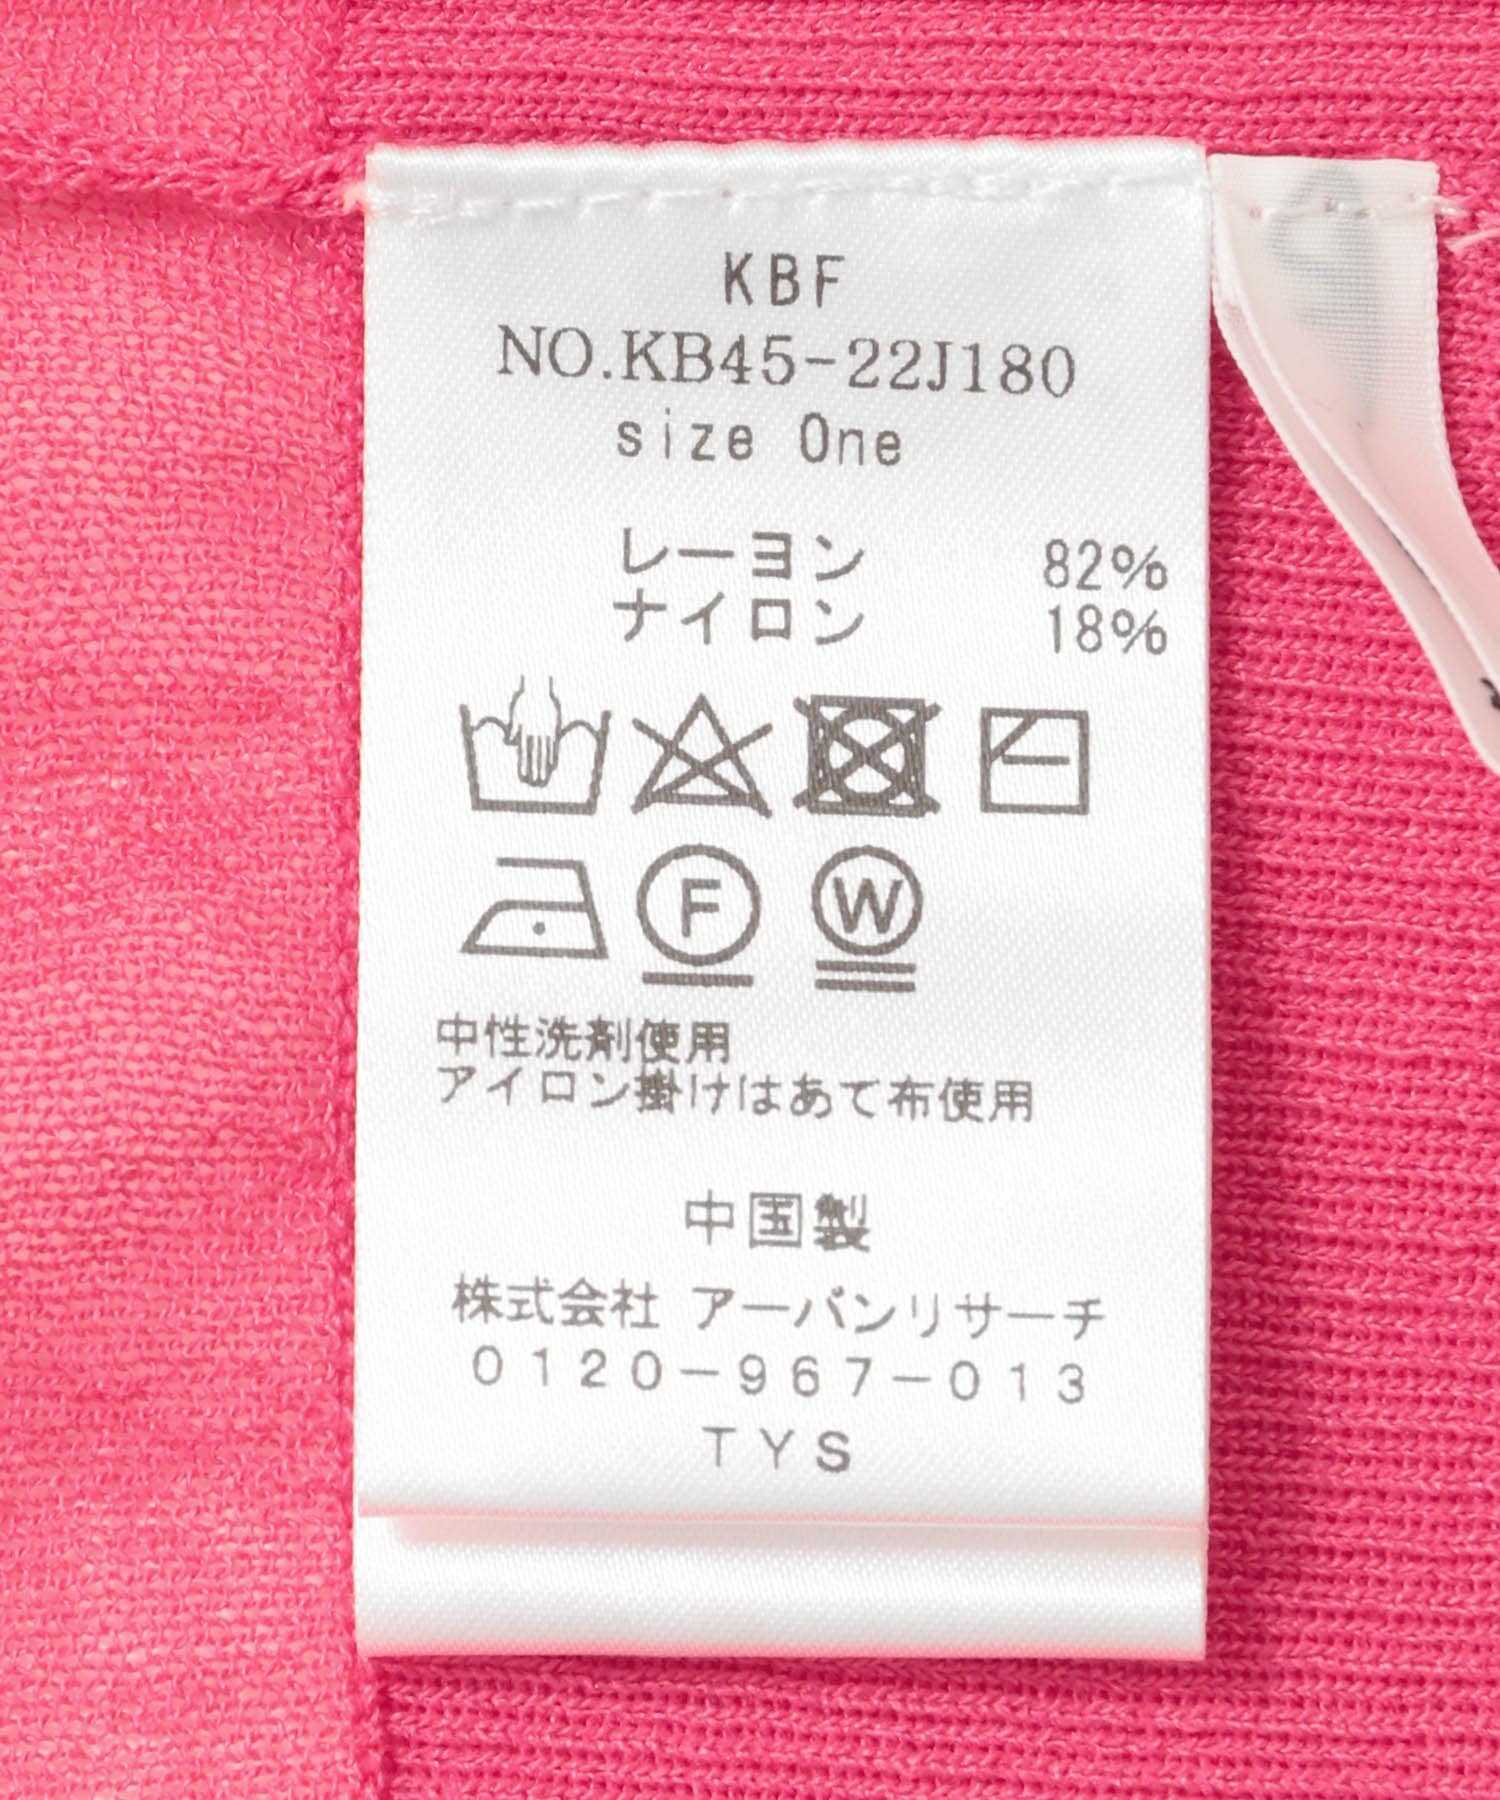 KBF
NO.KB45-22J180
size One
レーヨン 82%
ナイロン 18%
F W
中性洗剤使用
アイロン掛けはあて布使用
中国製
株式会社 アーバンリサーチ
0120-967-013
TYS